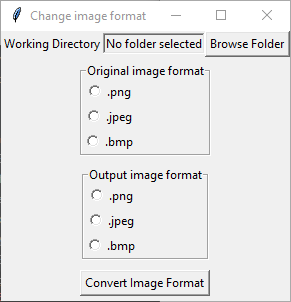 Change image format
Working Directory No folder selected Browse Folder
Original image format
.png
.jpeg
.bmp
Output image format
.png
.jpeg
.bmp
Convert Image Format